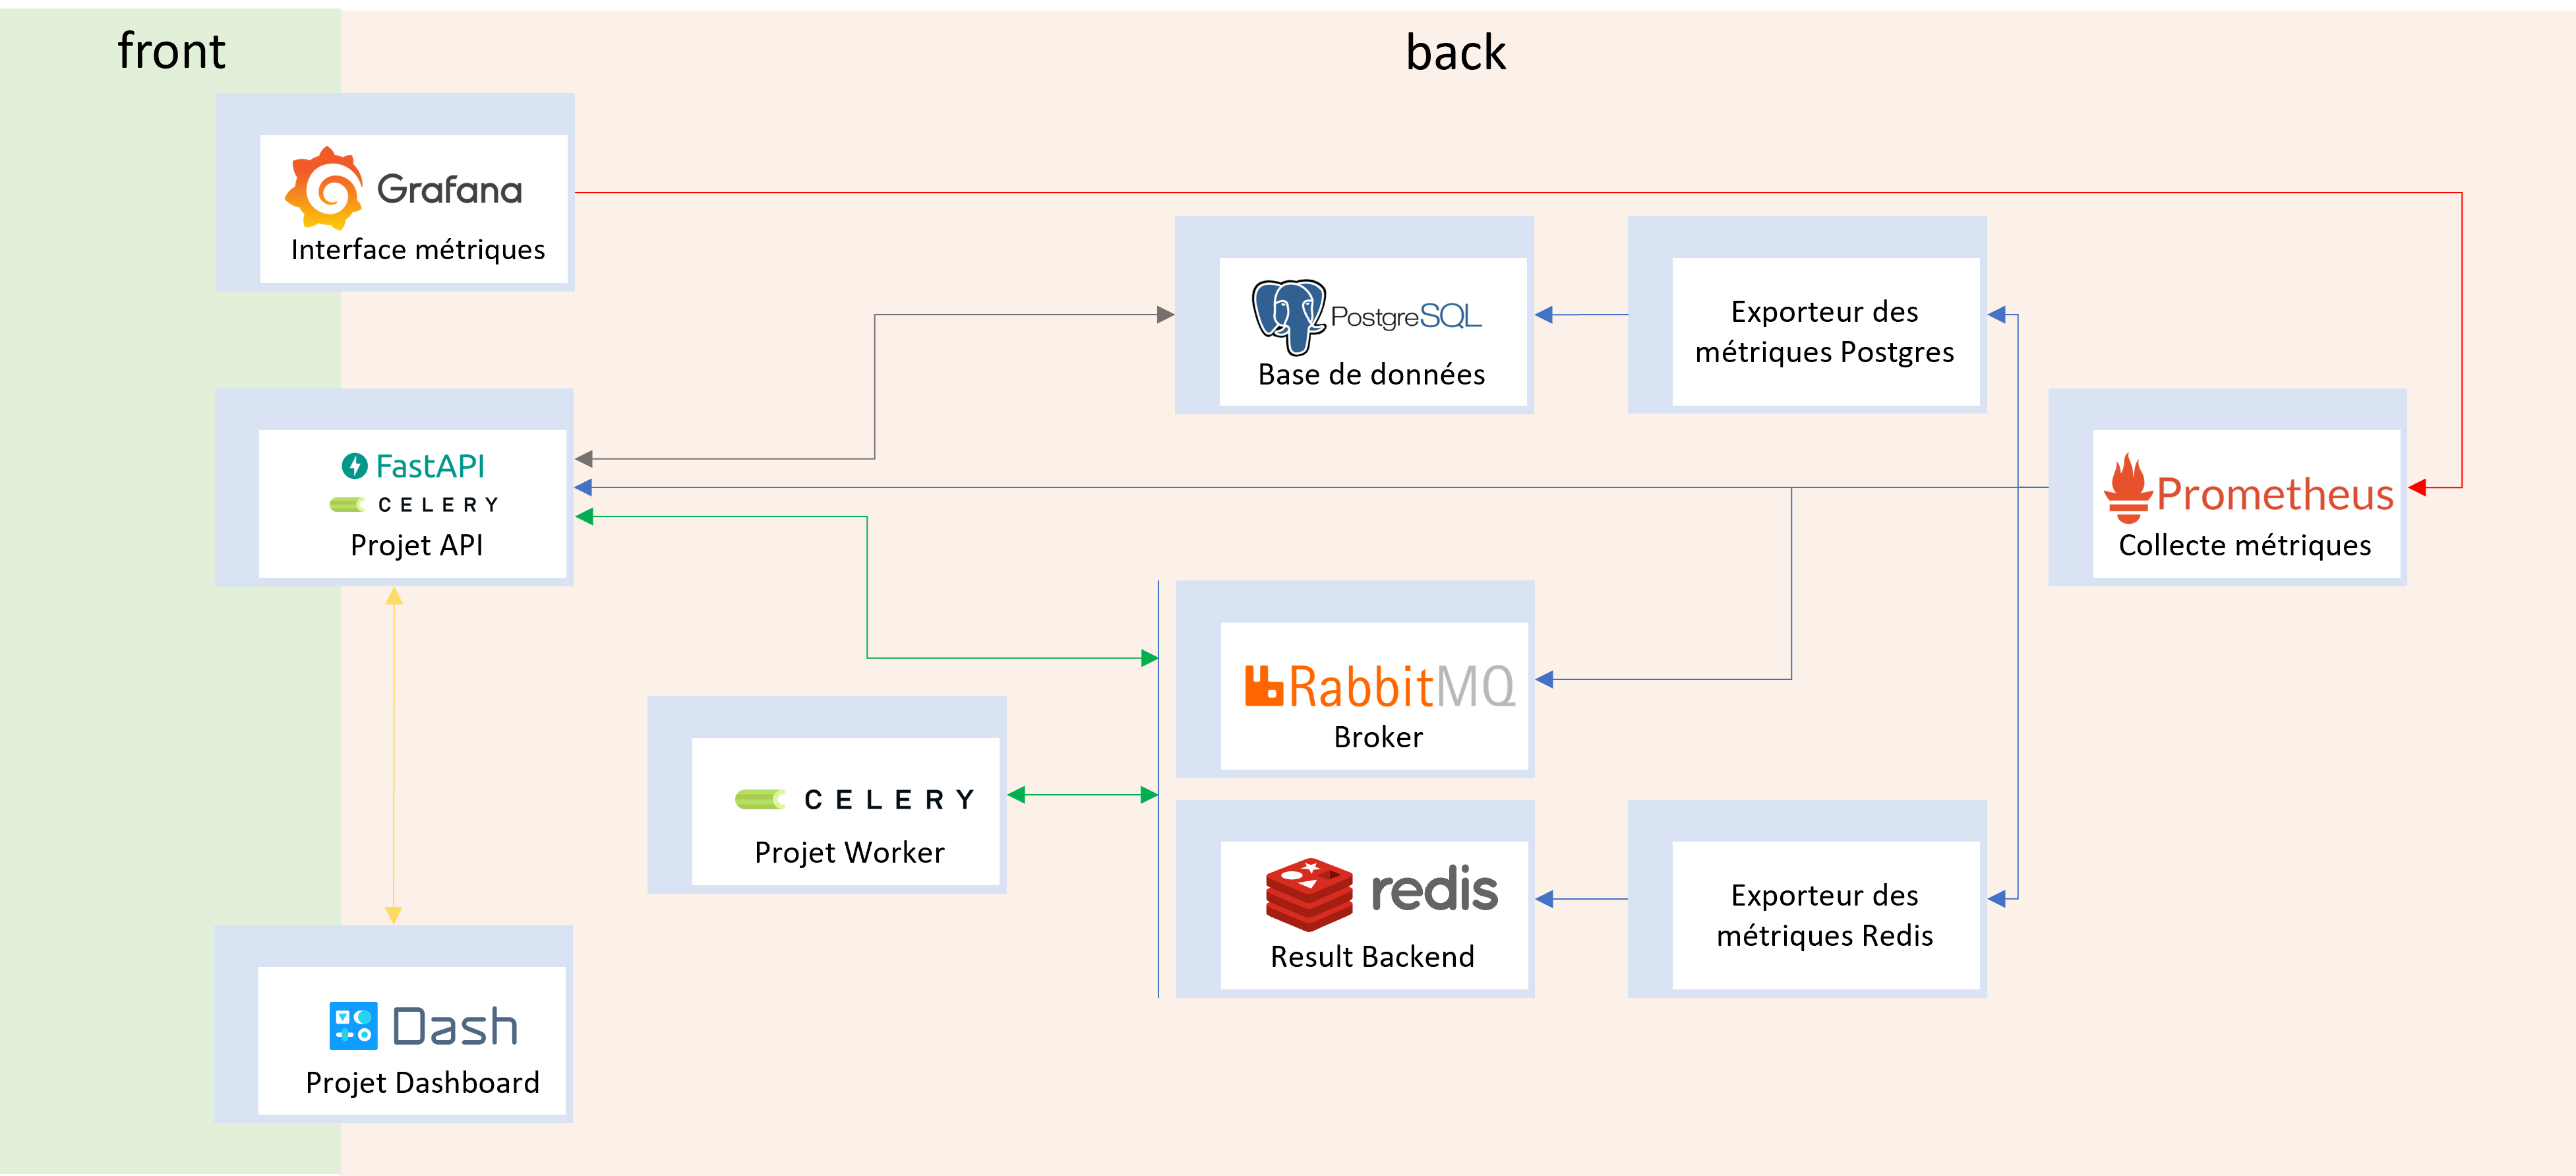 front
back
Grafana
Interface métriques
PostgreSQL
Base de données
Exporteur des
métriques Postgres
FastAPI
CELERY
Projet API
Prometheus
Collecte métriques
RabbitMQ
Broker
CELERY
Projet Worker
redis
Result Backend
Exporteur des
métriques Redis
Dash
Projet Dashboard